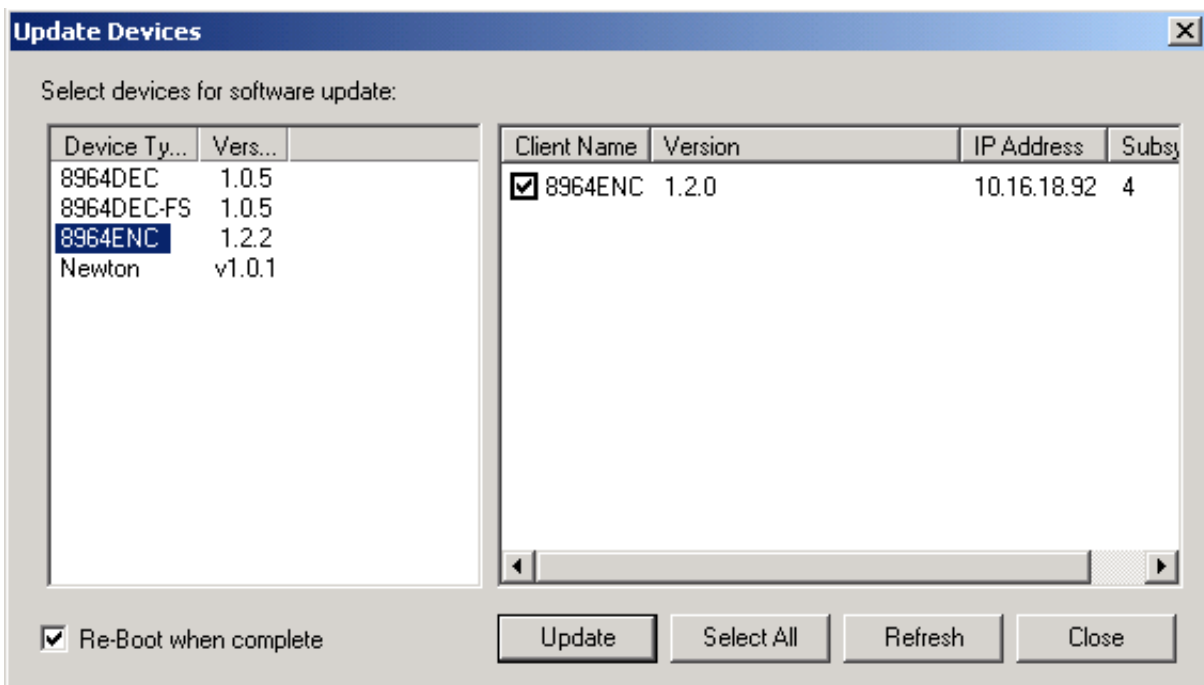 Update Devices
Select devices for software update:
Device Ty... Vers...
8964DEC 1.0.5
8964DEC-FS 1.0.5
8964ENC 1.2.2
Newton v1.0.1
Client Name Version IP Address Subsy
8964ENC 1.2.0 10.16.18.92 4
Re-Boot when complete
Update Select All Refresh Close